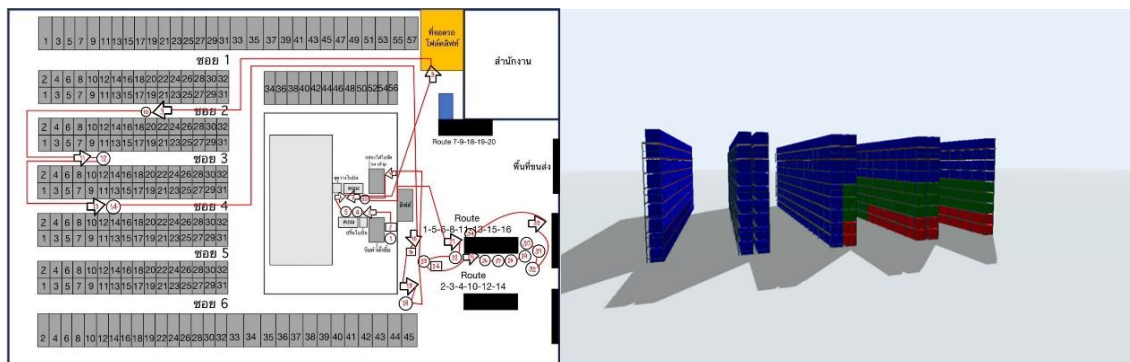 1 3 5 7 9 11 13 15 17 19 21 23 25 27 29 31 33 35 37 39 41 43 45 47 49 51 53 55 57
ที่จอดรถ
โฟล์คลิฟท์
สำนักงาน
ซอย 1
2 4 6 8 10 12 14 16 18 20 22 24 26 28 30 32
1 3 5 7 9 11 13 15 17 19 21 23 25 27 29 31
34 36 38 40 42 44 46 48 50 52 54 56
ซอย 2
Route 7-9-18-19-20
2 4 6 8 10 12 14 16 18 20 22 24 26 28 30 32
1 3 5 7 9 11 13 15 17 19 21 23 25 27 29 31
ซอย 3
พื้นที่ขนส่ง
2 4 6 8 10 12 14 16 18 20 22 24 26 28 30 32
1 3 5 7 9 11 13 15 17 19 21 23 25 27 29 31
ซอย 4
คอม
ลิฟท์
คอม
Route
1-5-6-8-11-13-15-16
2 4 6 8 10 12 14 16 18 20 22 24 26 28 30 32
1 3 5 7 9 11 13 15 17 19 21 23 25 27 29 31
ซอย 5
Route
2-3-4-10-12-14
2 4 6 8 10 12 14 16 18 20 22 24 26 28 30 32
1 3 5 7 9 11 13 15 17 19 21 23 25 27 29 31
ซอย 6
2 4 6 8 10 12 14 16 18 20 22 24 26 28 30 32 33 34 35 36 37 38 39 40 41 42 43 44 45